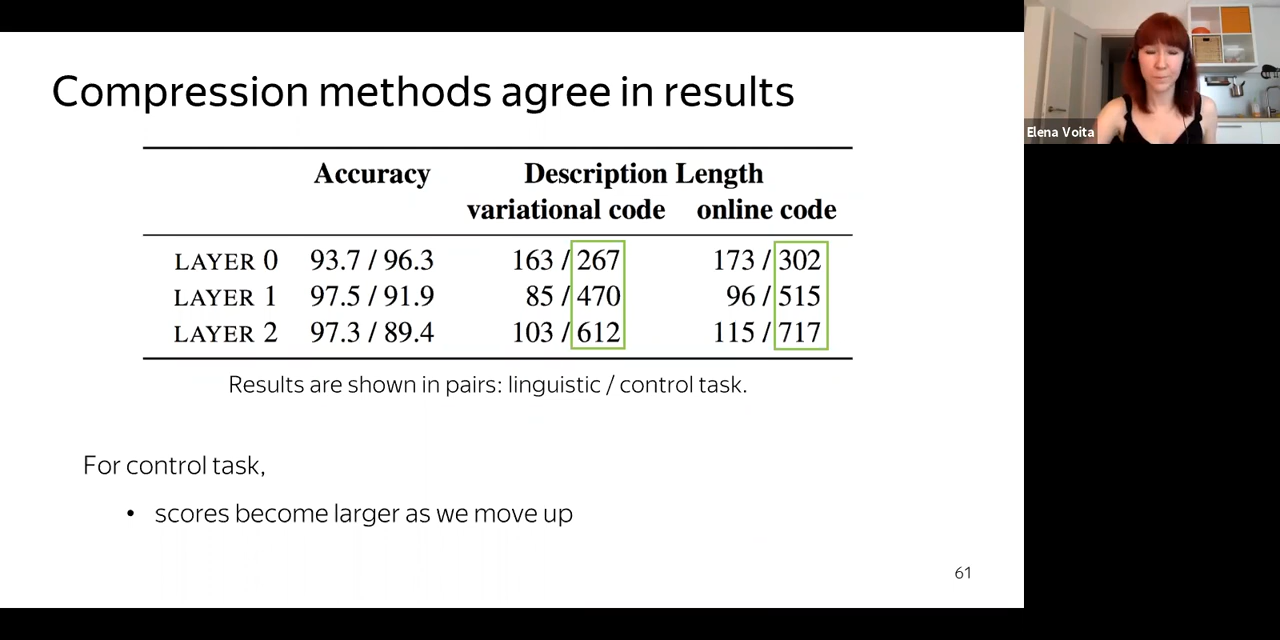 Compression methods agree in results
Accuracy Description Length
variational code online code
LAYER 0 93.7 / 96.3 163 / 267 173 / 302
LAYER 1 97.5 / 91.9 85 / 470 96 / 515
LAYER 2 97.3 / 89.4 103 / 612 115 / 717
Results are shown in pairs: linguistic / control task.
For control task,
• scores become larger as we move up
61
Elena Voita